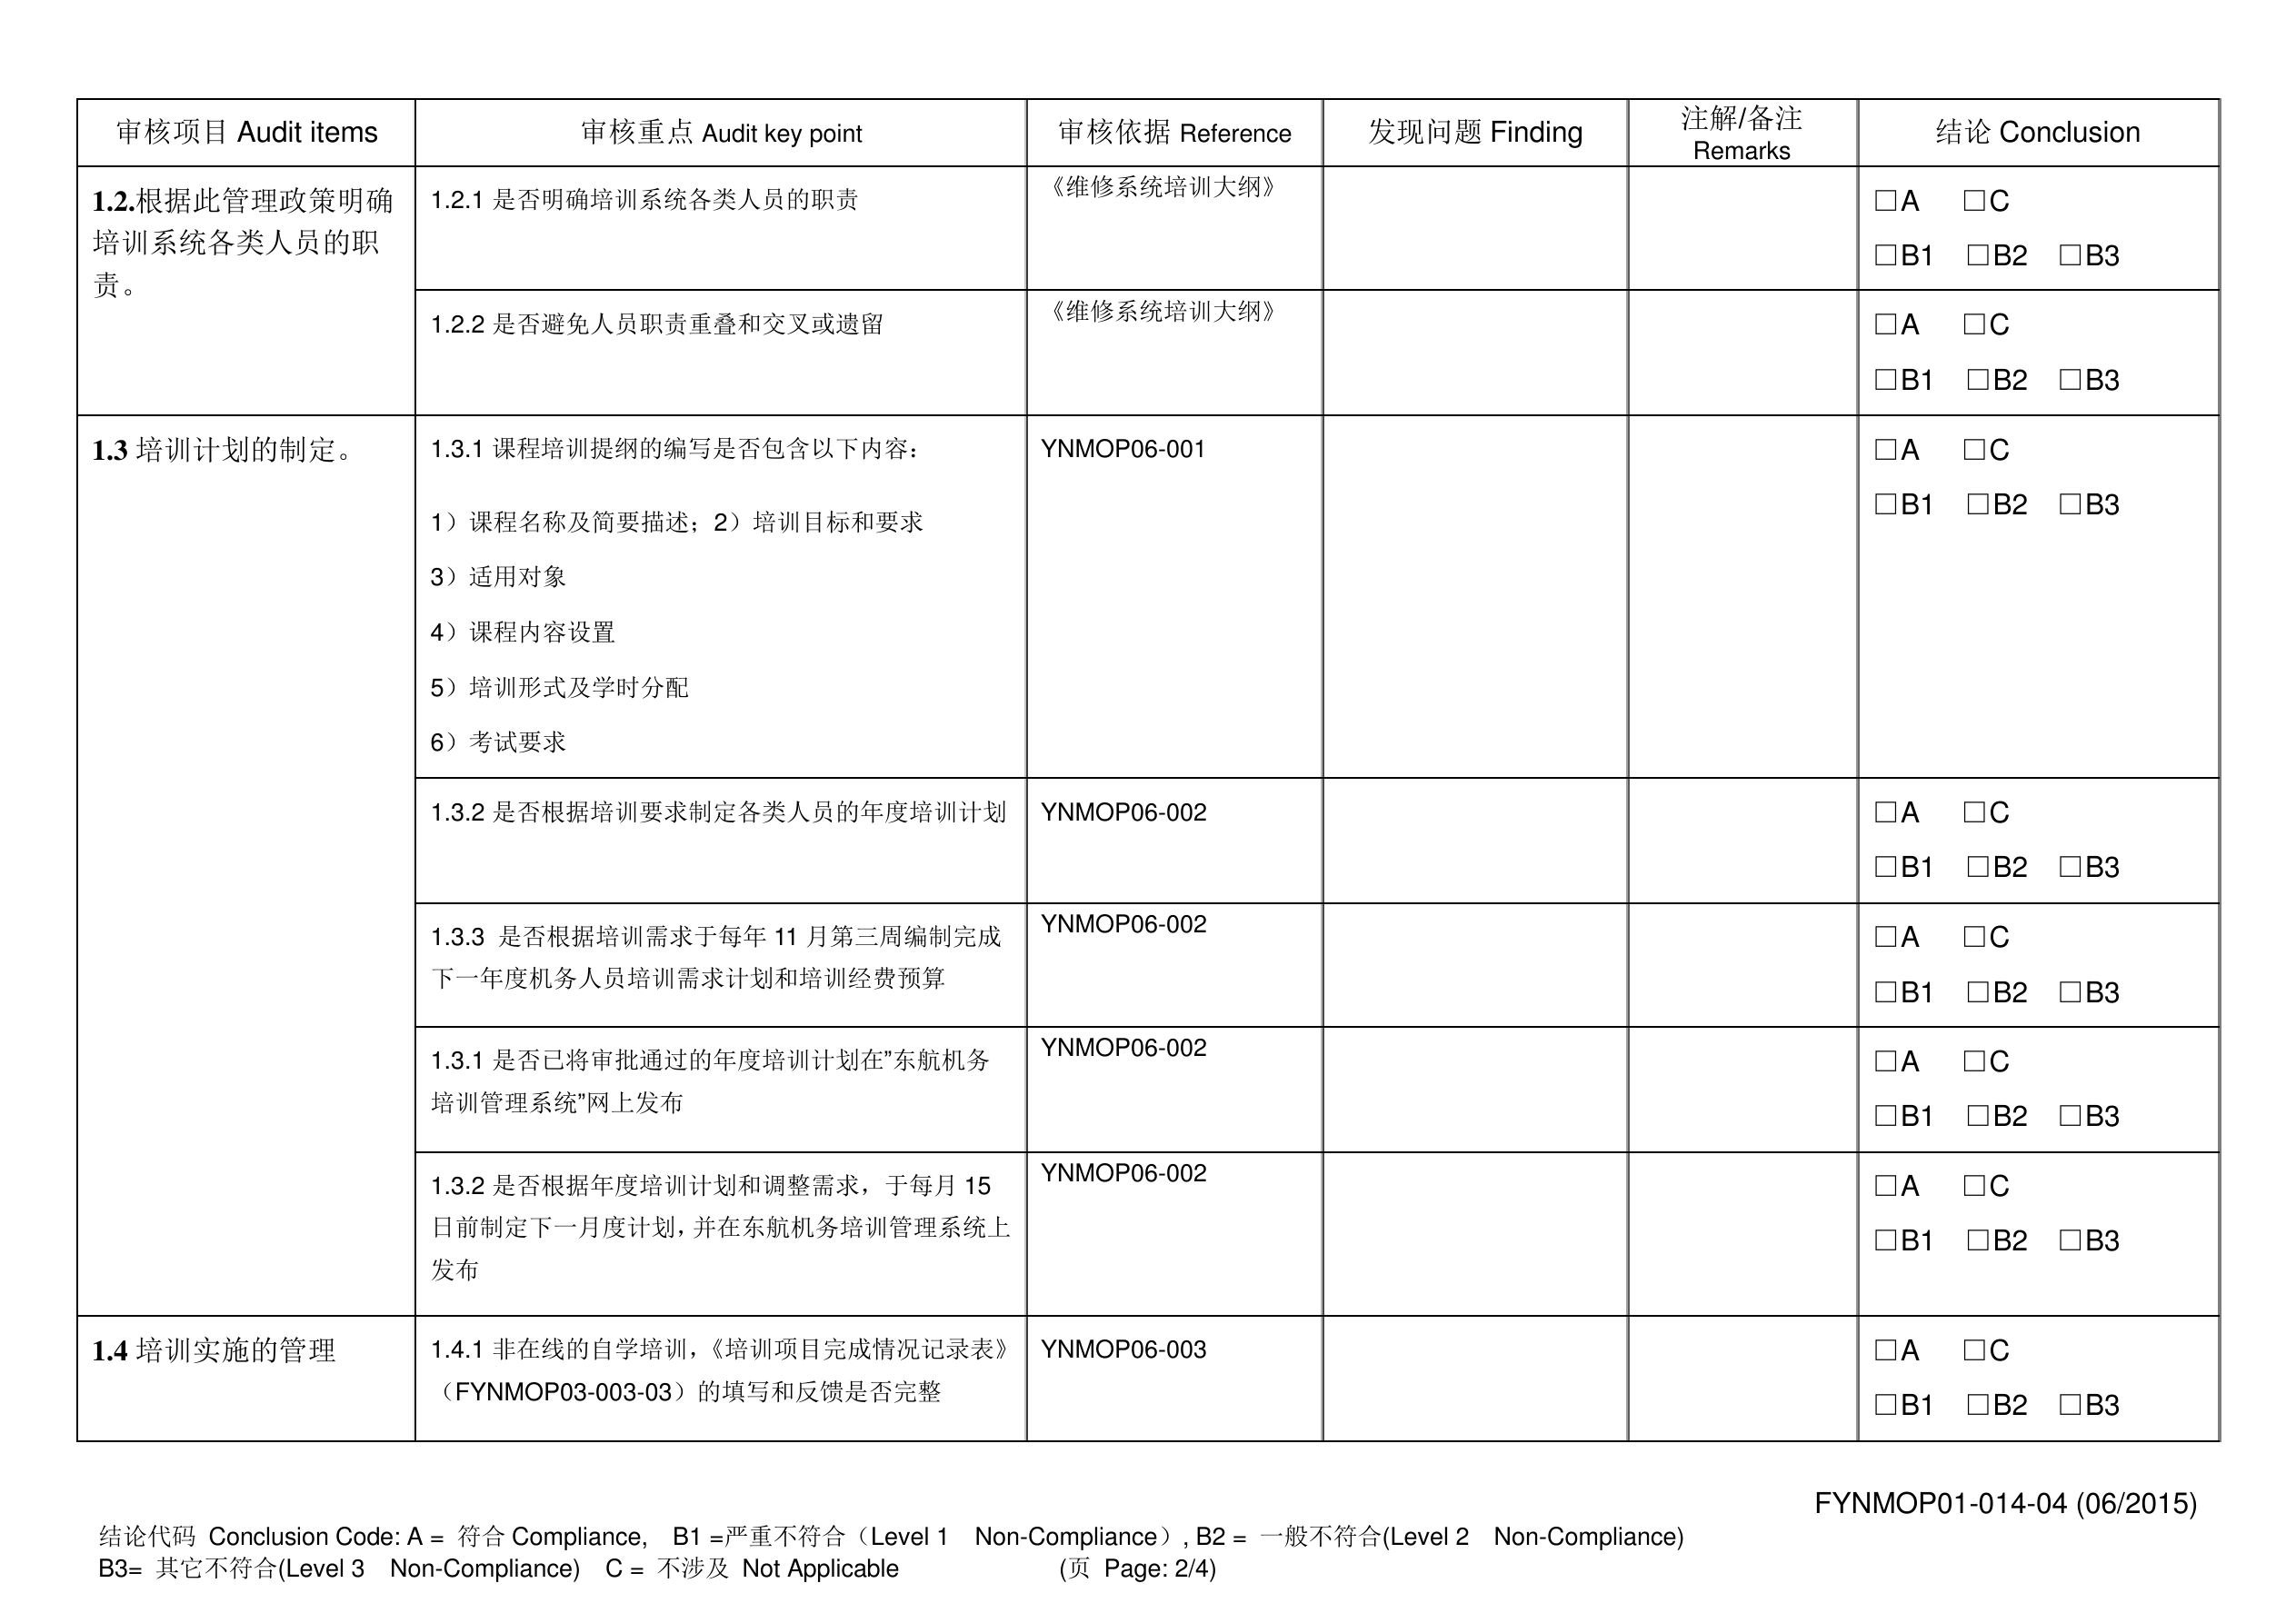 审核项目 Audit items
审核重点 Audit key point
审核依据 Reference
发现问题 Finding
注解/备注
Remarks
结论 Conclusion
1.2.根据此管理政策明确
培训系统各类人员的职
责。
1.2.1 是否明确培训系统各类人员的职责
《维修系统培训大纲》
□A □C
□B1 □B2 □B3
1.2.2 是否避免人员职责重叠和交叉或遗留
《维修系统培训大纲》
□A □C
□B1 □B2 □B3
1.3 培训计划的制定。
1.3.1 课程培训提纲的编写是否包含以下内容：
1）课程名称及简要描述；2）培训目标和要求
3）适用对象
4）课程内容设置
5）培训形式及学时分配
6）考试要求
YNMOP06-001
□A □C
□B1 □B2 □B3
1.3.2 是否根据培训要求制定各类人员的年度培训计划
YNMOP06-002
□A □C
□B1 □B2 □B3
1.3.3 是否根据培训需求于每年 11 月第三周编制完成
下一年度机务人员培训需求计划和培训经费预算
YNMOP06-002
□A □C
□B1 □B2 □B3
1.3.1 是否已将审批通过的年度培训计划在”东航机务
培训管理系统”网上发布
YNMOP06-002
□A □C
□B1 □B2 □B3
1.3.2 是否根据年度培训计划和调整需求，于每月 15
日前制定下一月度计划，并在东航机务培训管理系统上
发布
YNMOP06-002
□A □C
□B1 □B2 □B3
1.4 培训实施的管理
1.4.1 非在线的自学培训，《培训项目完成情况记录表》
（FYNMOP03-003-03）的填写和反馈是否完整
YNMOP06-003
□A □C
□B1 □B2 □B3
FYNMOP01-014-04 (06/2015)
结论代码 Conclusion Code: A = 符合 Compliance, B1 =严重不符合（Level 1 Non-Compliance）, B2 = 一般不符合(Level 2 Non-Compliance)
B3= 其它不符合(Level 3 Non-Compliance) C = 不涉及 Not Applicable (页 Page: 2/4)